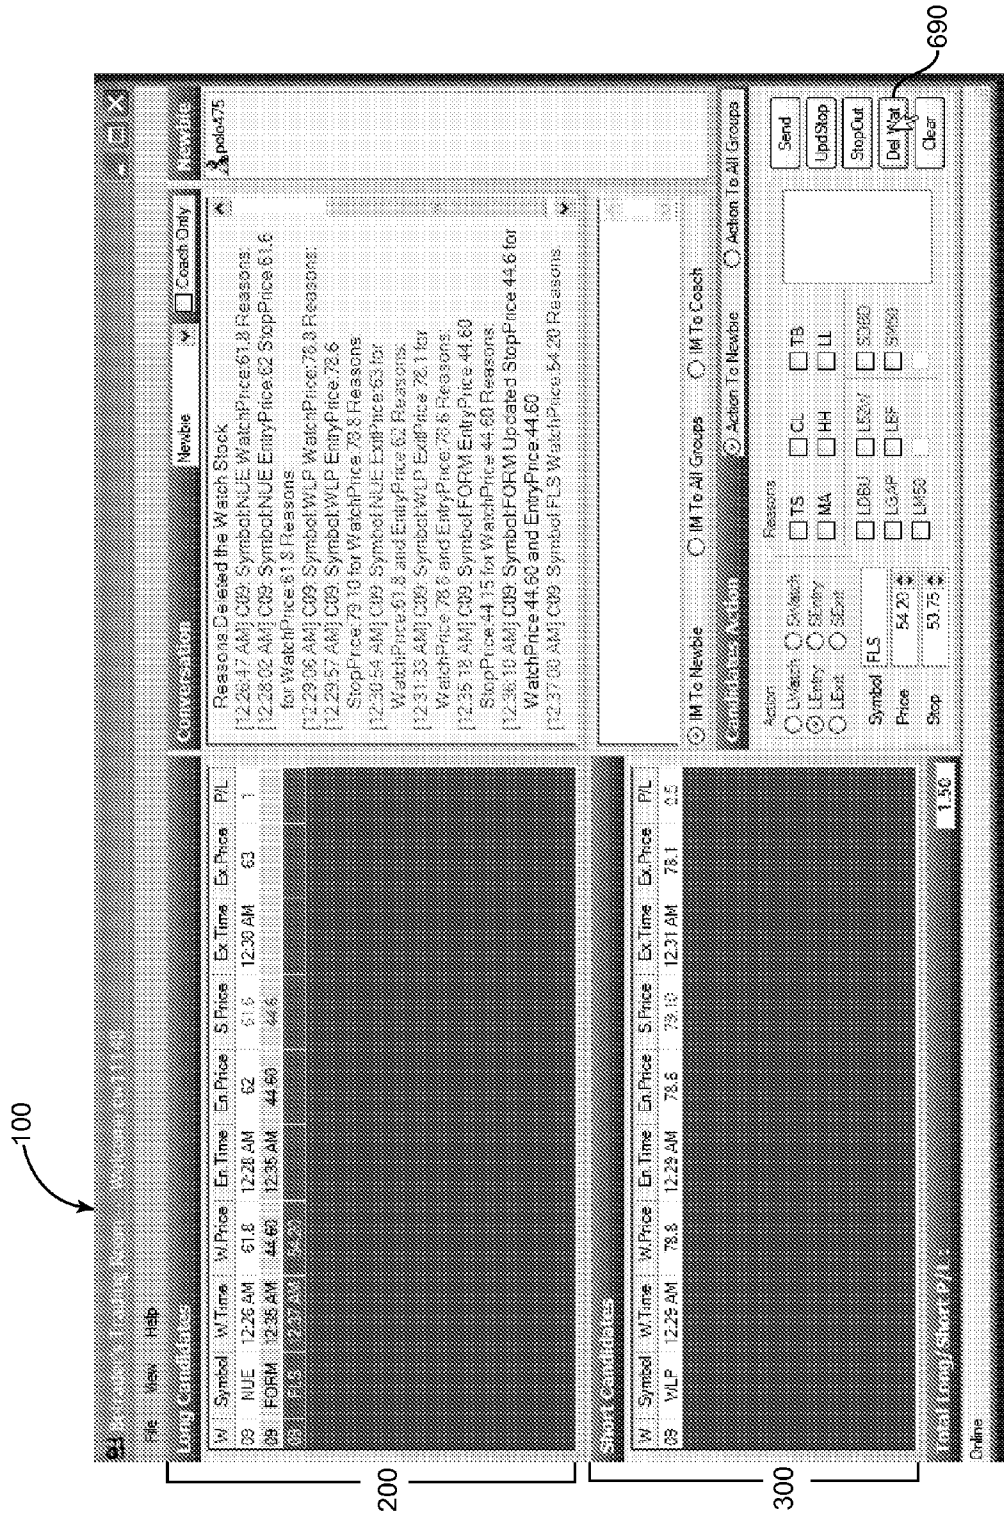 100
File View Help
Long Candidates
W Symbol W.Time W.Price En.Time En.Price S.Price Ex.Time Ex.Price P/L
09 NUE 12:26 AM 61.8 12:28 AM 62 61.6 12:30 AM 63 1
09 FORM 12:35 AM 44.60 12:35 AM 44.60 44.6
09 FLS 12:37 AM 54.20
200
Short Candidates
W Symbol W.Time W.Price En.Time En.Price S.Price Ex.Time Ex.Price P/L
09 WLP 12:29 AM 78.8 12:29 AM 78.6 79.10 12:31 AM 78.1 0.5
300
Total Long/Short P/L : 1.50
Online
Conversation Newbie Coach Only
Reasons:Deleted the Watch Stock
[12:26:47 AM] C09: Symbol:NUE WatchPrice:61.8 Reasons:
[12:28:02 AM] C09: Symbol:NUE EntryPrice:62 StopPrice:61.6
for WatchPrice:61.8 Reasons:
[12:29:06 AM] C09: Symbol:WLP WatchPrice:78.8 Reasons:
[12:29:57 AM] C09: Symbol:WLP EntryPrice:78.6
StopPrice:79.10 for WatchPrice:78.8 Reasons:
[12:30:54 AM] C09: Symbol:NUE ExitPrice:63 for
WatchPrice:61.8 and EntryPrice:62 Reasons:
[12:31:33 AM] C09: Symbol:WLP ExitPrice:78.1 for
WatchPrice:78.8 and EntryPrice:78.6 Reasons:
[12:35:18 AM] C09: Symbol:FORM EntryPrice:44.60
StopPrice:44.15 for WatchPrice:44.60 Reasons:
[12:36:10 AM] C09: Symbol:FORM Updated StopPrice:44.6 for
WatchPrice:44.60 and EntryPrice:44.60
[12:37:00 AM] C09: Symbol:FLS WatchPrice:54.20 Reasons:
IM To Newbie IM To All Groups IM To Coach
Newbie
polo475
Candidates Action Action To Newbie Action To All Groups
Action Reasons
LWatch SWatch TS CL TB
LEntry SEntry MA HH LL
LExit SExit
Symbol FLS
Price 54.20
Stop 53.75
LOBU L52W SOBD
LGAP LBF SM50
LM50
Send
UpdStop
StopOut
Del Wat
Clear
690